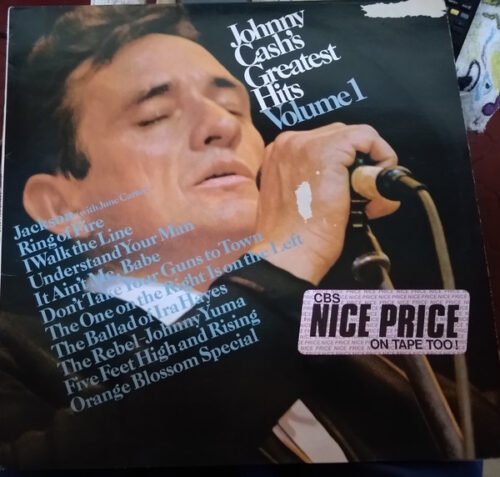 Johnny
Cash's
Greatest
Hits
Volume 1
Jackson (with June Carter)
Ring of Fire
I Walk the Line
Understand Your Man
It Ain't Me, Babe
Don't Take Your Guns to Town
The One on the Right Is on the Left
The Ballad of Ira Hayes
The Rebel-Johnny Yuma
Five Feet High and Rising
Orange Blossom Special
CBS
NICE PRICE
ON TAPE TOO!